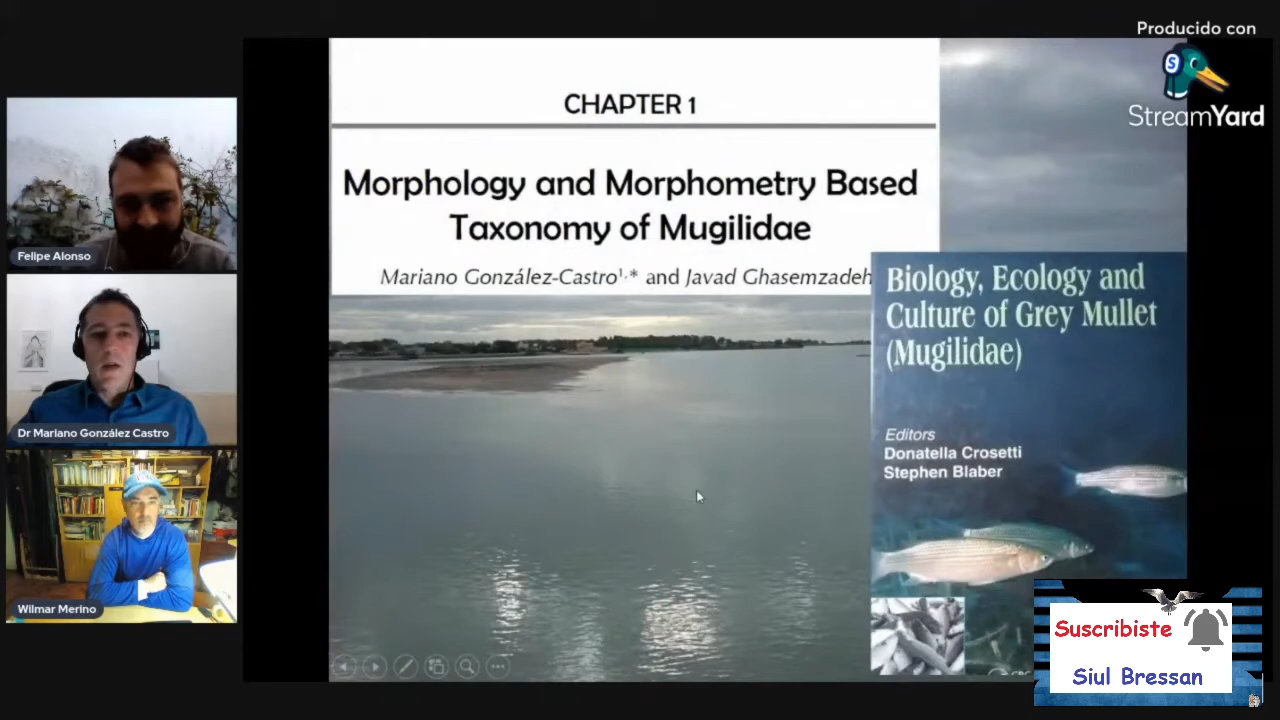 Producido con
StreamYard
CHAPTER 1
Morphology and Morphometry Based
Taxonomy of Mugilidae
Mariano González-Castro¹,* and Javad Ghasemzadeh
Biology, Ecology and
Culture of Grey Mullet
(Mugilidae)
Editors
Donatella Crosetti
Stephen Blaber
Felipe Alonso
Dr Mariano González Castro
Wilmar Merino
Suscribiste
Siul Bressan